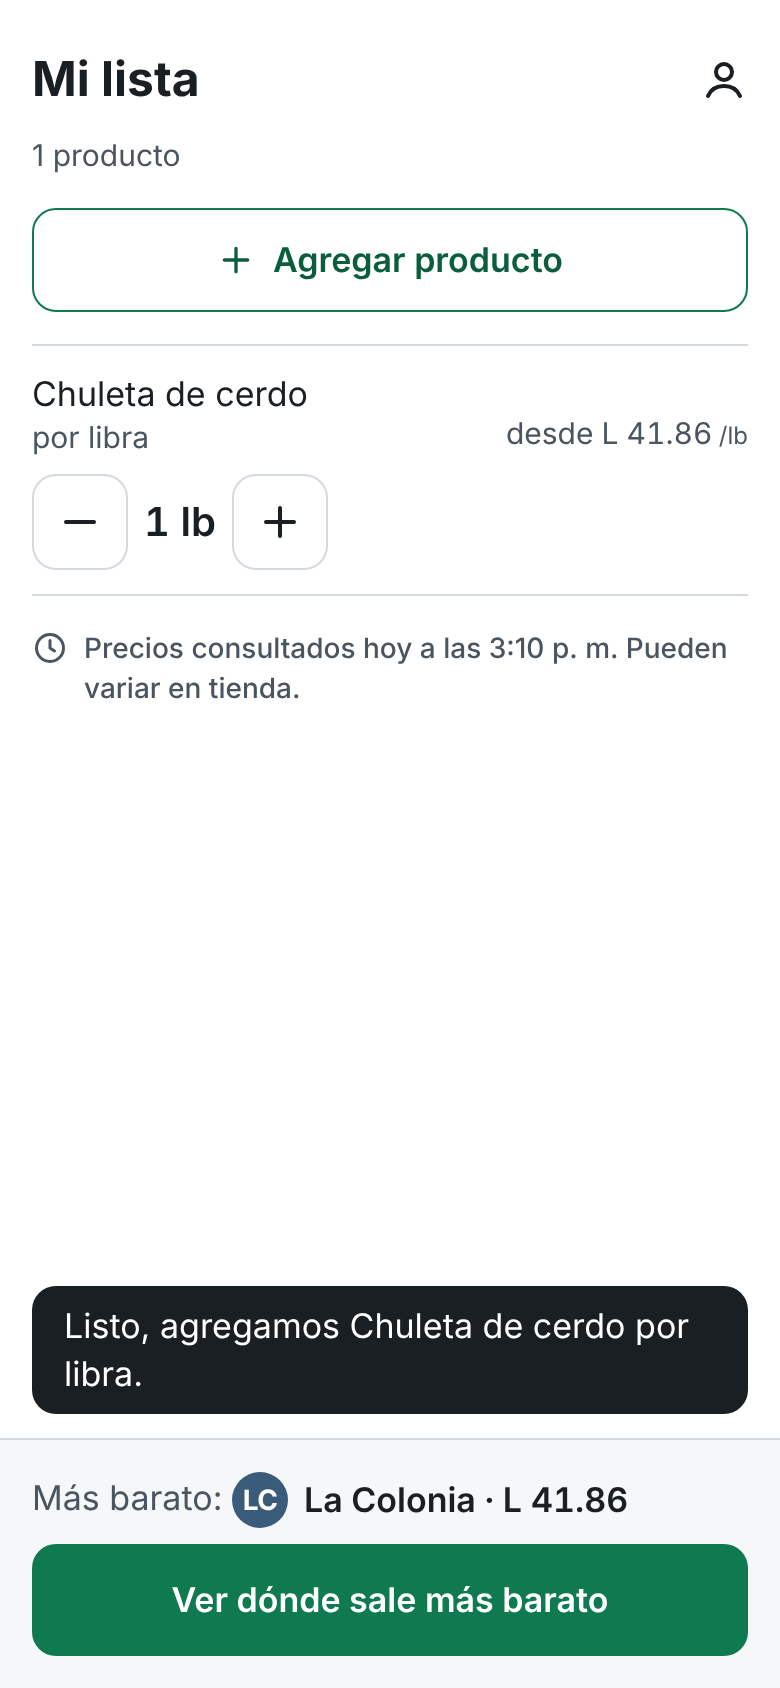 Mi lista
1 producto
+ Agregar producto
Chuleta de cerdo
por libra
desde L 41.86 /lb
− 1 lb +
Precios consultados hoy a las 3:10 p. m. Pueden
variar en tienda.
Listo, agregamos Chuleta de cerdo por
libra.
Más barato: LC La Colonia · L 41.86
Ver dónde sale más barato